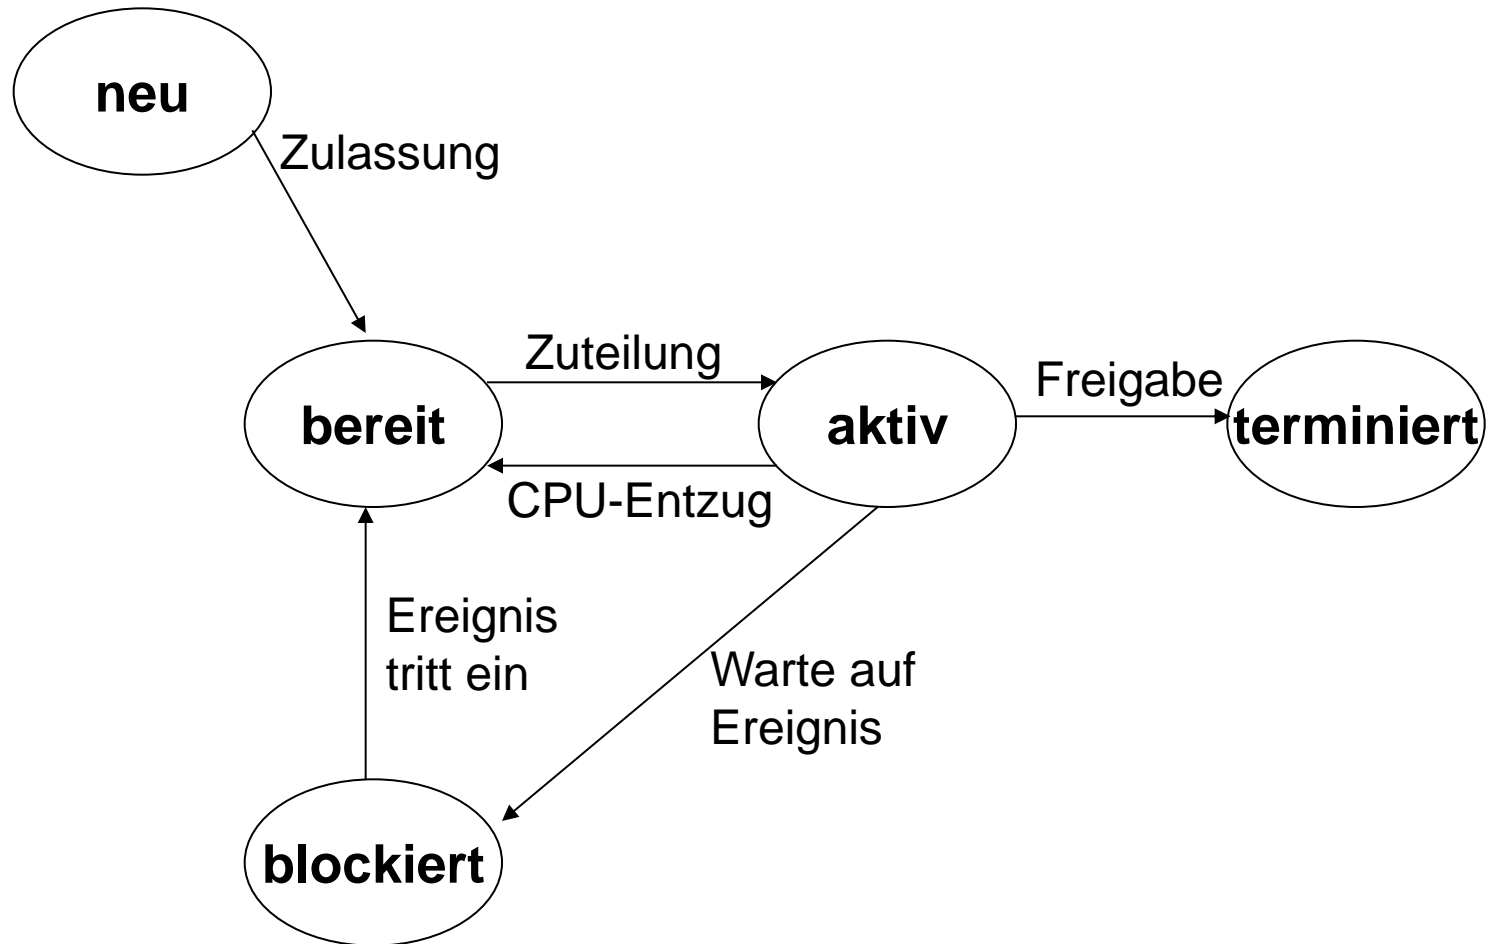 neu
Zulassung
Zuteilung
Freigabe
bereit
aktiv
terminiert
CPU-Entzug
Ereignis
tritt ein
Warte auf
Ereignis
blockiert